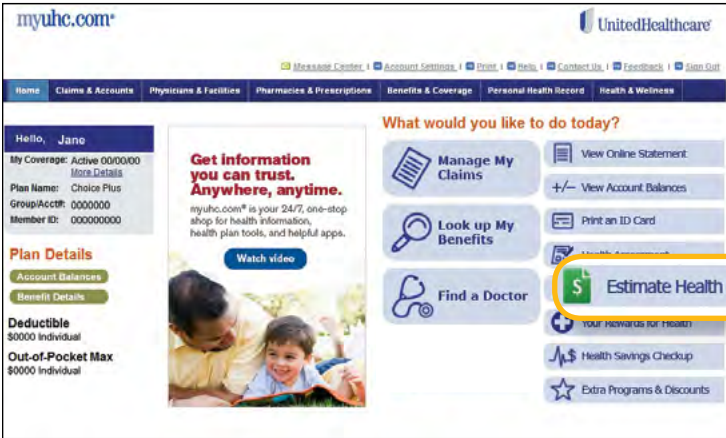 myuhc.com®
UnitedHealthcare®
Message Center | Account Settings | Print | Help | Contact Us | Feedback | Sign Out
Home Claims & Accounts Physicians & Facilities Pharmacies & Prescriptions Benefits & Coverage Personal Health Record Health & Wellness
Hello, Jane
My Coverage: Active 00/00/00
More Details
Plan Name: Choice Plus
Group/Acct#: 0000000
Member ID: 000000000
Plan Details
Account Balances
Benefit Details
Deductible
$0000 Individual
Out-of-Pocket Max
$0000 Individual
Get information
you can trust.
Anywhere, anytime.
myuhc.com® is your 24/7, one-stop
shop for health information,
health plan tools, and helpful apps.
Watch video
What would you like to do today?
Manage My
Claims
Look up My
Benefits
Find a Doctor
View Online Statement
+/- View Account Balances
Print an ID Card
Health Assessment
$ Estimate Health
Your Rewards for Health
$ Health Savings Checkup
Extra Programs & Discounts